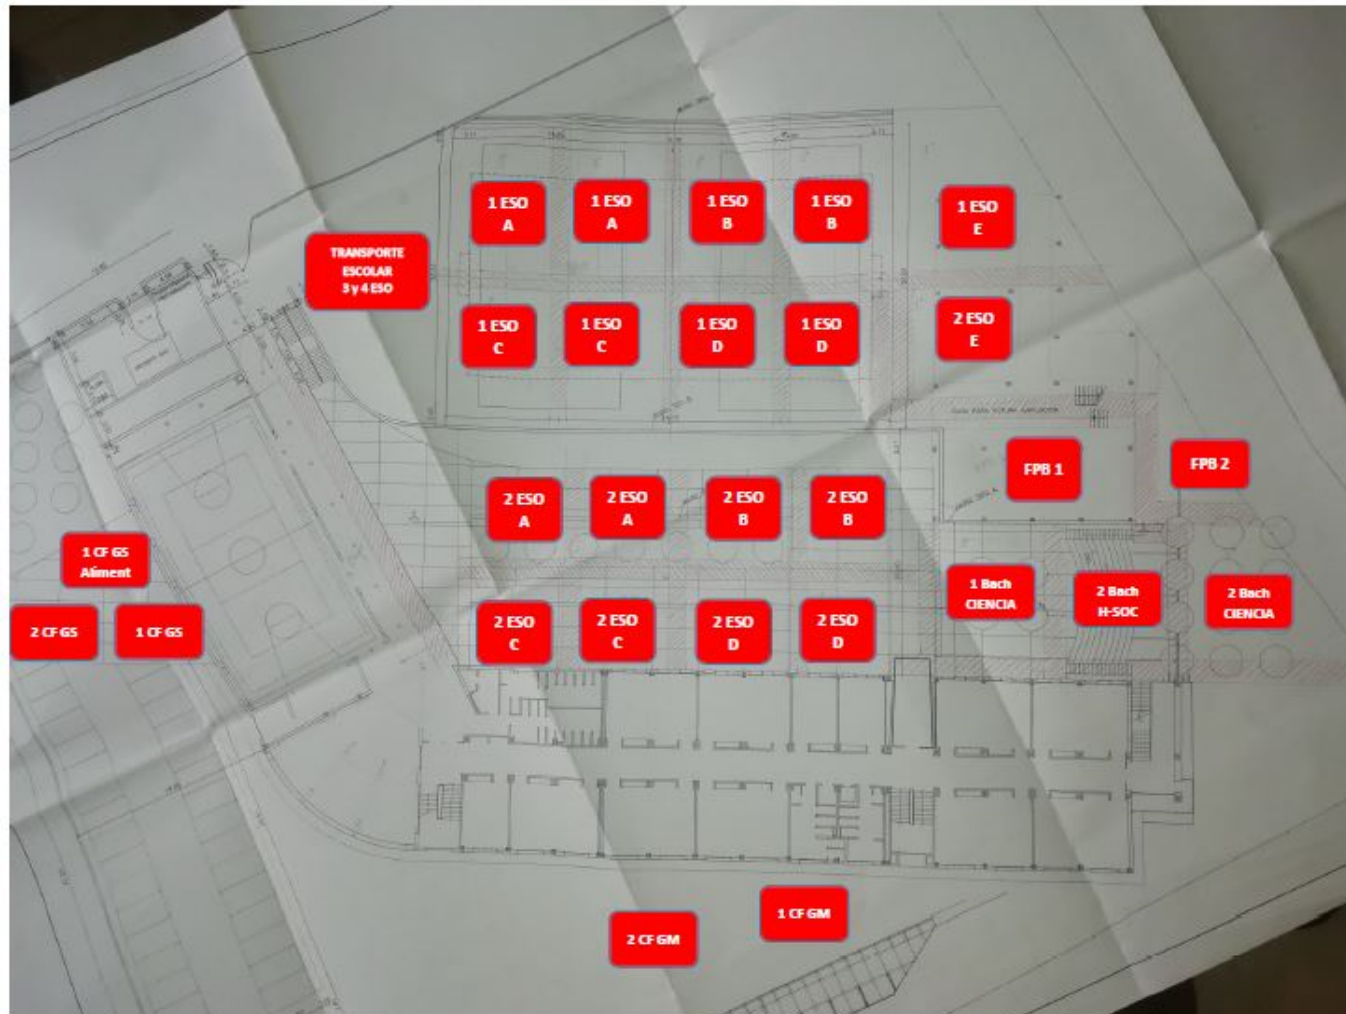 1 ESO
A
1 ESO
A
1 ESO
B
1 ESO
B
1 ESO
E
TRANSPORTE
ESCOLAR
3 y 4 ESO
1 ESO
C
1 ESO
C
1 ESO
D
1 ESO
D
2 ESO
E
FPB 1
FPB 2
2 ESO
A
2 ESO
A
2 ESO
B
2 ESO
B
1 CF GS
Aliment
2 CF GS
1 CF GS
1 Bach
CIENCIA
2 Bach
H-SOC
2 Bach
CIENCIA
2 ESO
C
2 ESO
C
2 ESO
D
2 ESO
D
1 CF GM
2 CF GM